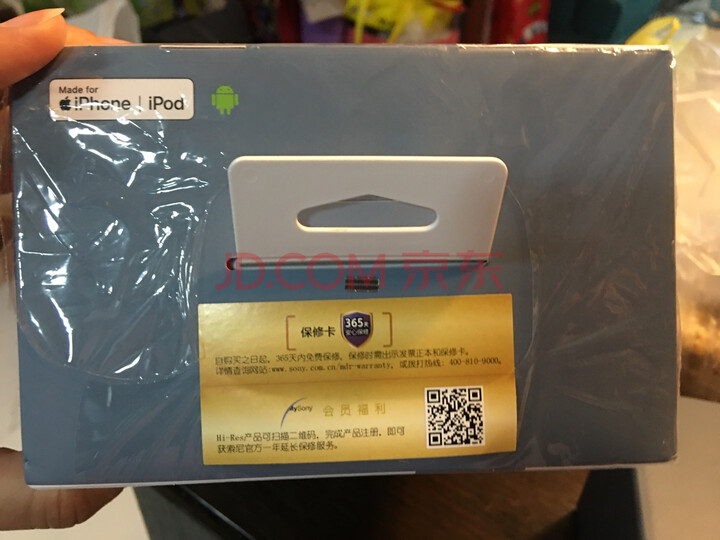 Made for
iPhone | iPod
JD.COM 京东
保修卡
365天
安心保修
自购买之日起，365天内免费保修，保修时需出示发票正本和保修卡。
详情查询网站:www.sony.com.cn/mdr-warranty, 或拨打热线: 400-810-9000。
mySony 会员福利
Hi-Res产品可扫描二维码，完成产品注册，即可
获索尼官方一年延长保修服务。